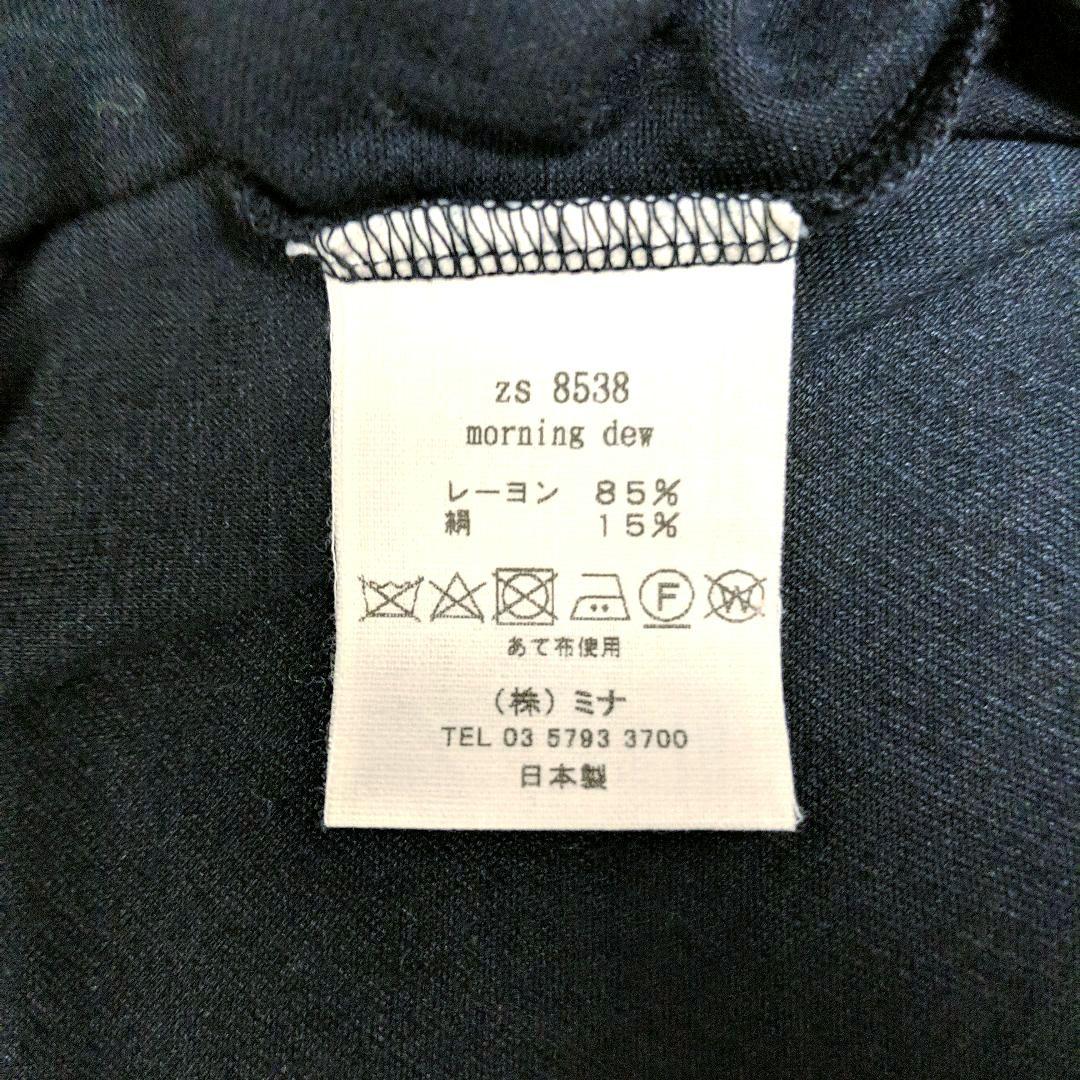 zs 8538
morning dew
レーヨン 85%
絹 15%
F W
あて布使用
(株)ミナ
TEL 03 5793 3700
日本製